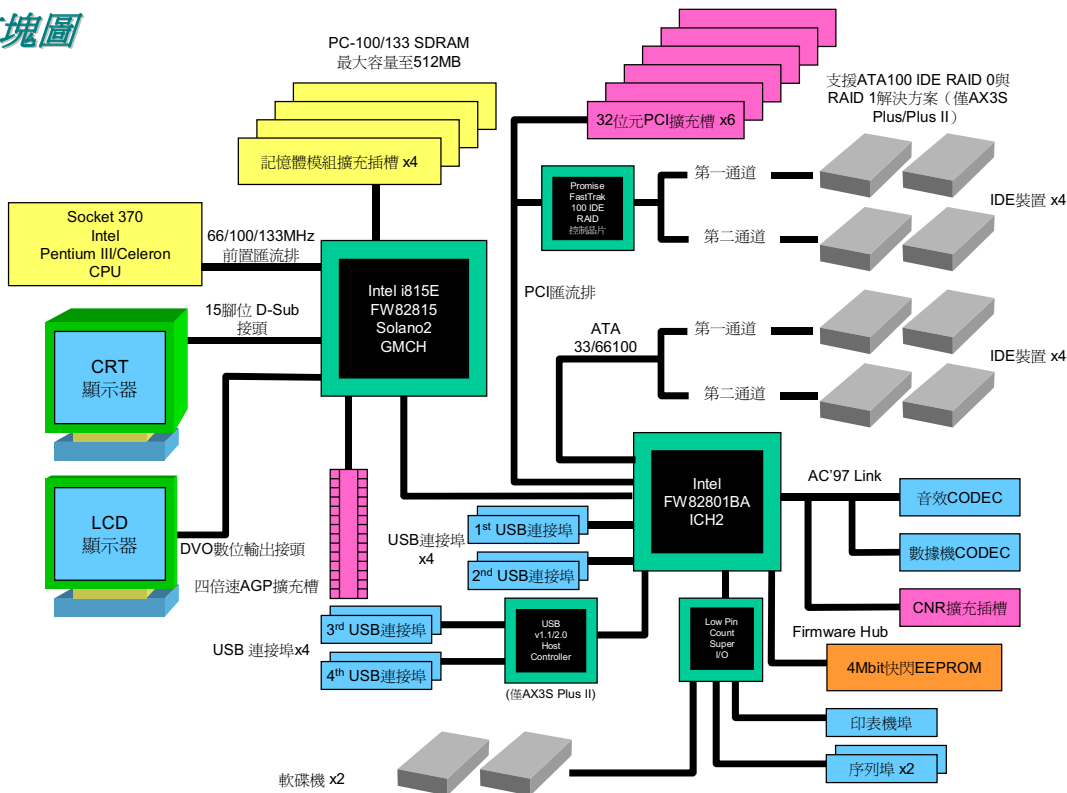 塊圖
PC-100/133 SDRAM
最大容量至512MB
記憶體模組擴充插槽 x4
32位元PCI擴充槽 x6
支援ATA100 IDE RAID 0與
RAID 1解決方案（僅AX3S
Plus/Plus II）
Promise
FastTrak
100 IDE
RAID
控制晶片
第一通道
第二通道
IDE裝置 x4
Socket 370
Intel
Pentium III/Celeron
CPU
66/100/133MHz
前置匯流排
Intel i815E
FW82815
Solano2
GMCH
PCI匯流排
15腳位 D-Sub
接頭
CRT
顯示器
ATA
33/66100
第一通道
第二通道
IDE裝置 x4
LCD
顯示器
DVO數位輸出接頭
四倍速AGP擴充槽
Intel
FW82801BA
ICH2
AC'97 Link
音效CODEC
數據機CODEC
CNR擴充插槽
USB連接埠
x4
1st USB連接埠
2nd USB連接埠
USB 連接埠x4
3rd USB連接埠
4th USB連接埠
USB
v1.1/2.0
Host
Controller
(僅AX3S Plus II)
Low Pin
Count
Super
I/O
Firmware Hub
4Mbit快閃EEPROM
印表機埠
序列埠 x2
軟碟機 x2